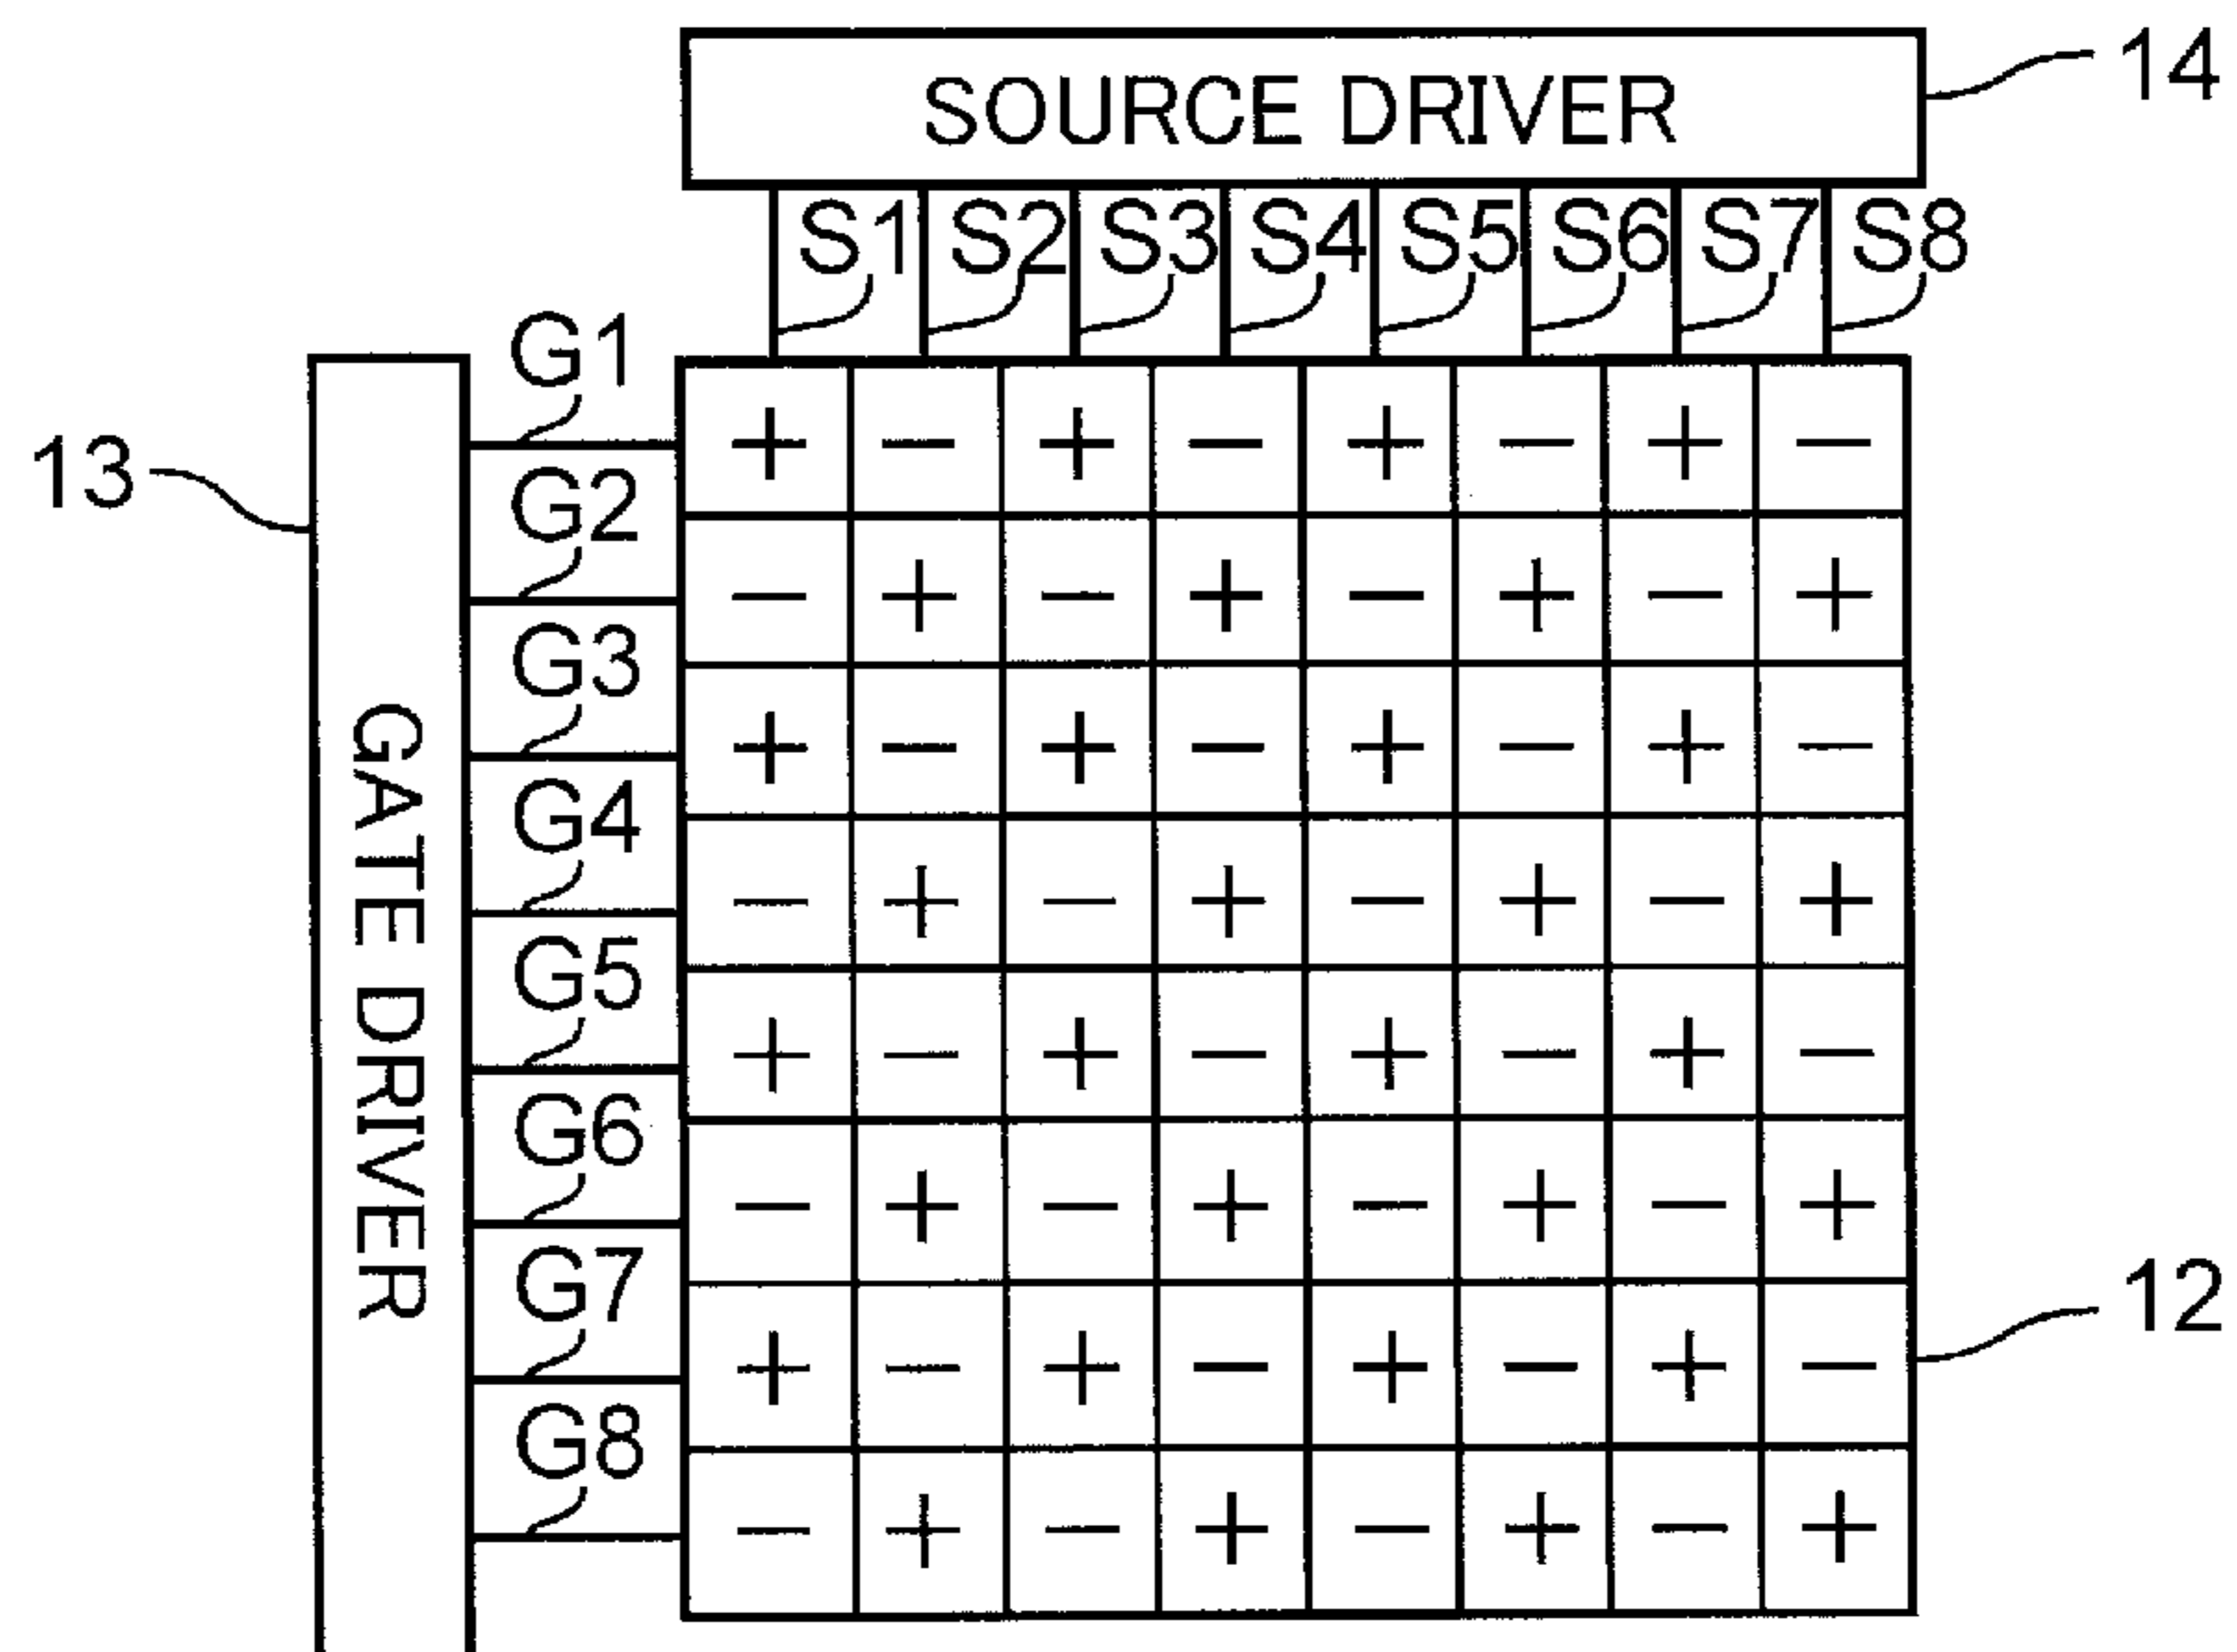 SOURCE DRIVER
14
S1 S2 S3 S4 S5 S6 S7 S8
G1
13
G2
G3
G4
G5
G6
G7
G8
GATE DRIVER
+ − + − + − + −
− + − + − + − +
+ − + − + − + −
− + − + − + − +
+ − + − + − + −
− + − + − + − +
+ − + − + − + −
− + − + − + − +
12